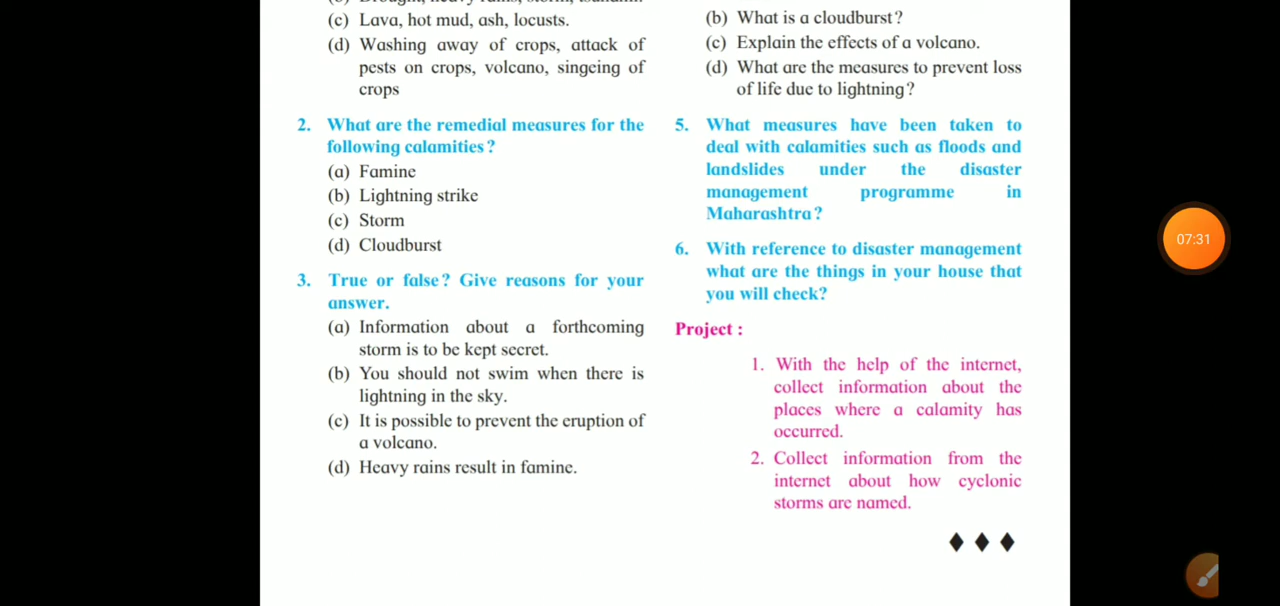 (c) Lava, hot mud, ash, locusts.
(d) Washing away of crops, attack of
pests on crops, volcano, singeing of
crops
2. What are the remedial measures for the
following calamities?
(a) Famine
(b) Lightning strike
(c) Storm
(d) Cloudburst
3. True or false? Give reasons for your
answer.
(a) Information about a forthcoming
storm is to be kept secret.
(b) You should not swim when there is
lightning in the sky.
(c) It is possible to prevent the eruption of
a volcano.
(d) Heavy rains result in famine.
(b) What is a cloudburst?
(c) Explain the effects of a volcano.
(d) What are the measures to prevent loss
of life due to lightning?
5. What measures have been taken to
deal with calamities such as floods and
landslides under the disaster
management programme in
Maharashtra?
6. With reference to disaster management
what are the things in your house that
you will check?
Project :
1. With the help of the internet,
collect information about the
places where a calamity has
occurred.
2. Collect information from the
internet about how cyclonic
storms are named.
07:31